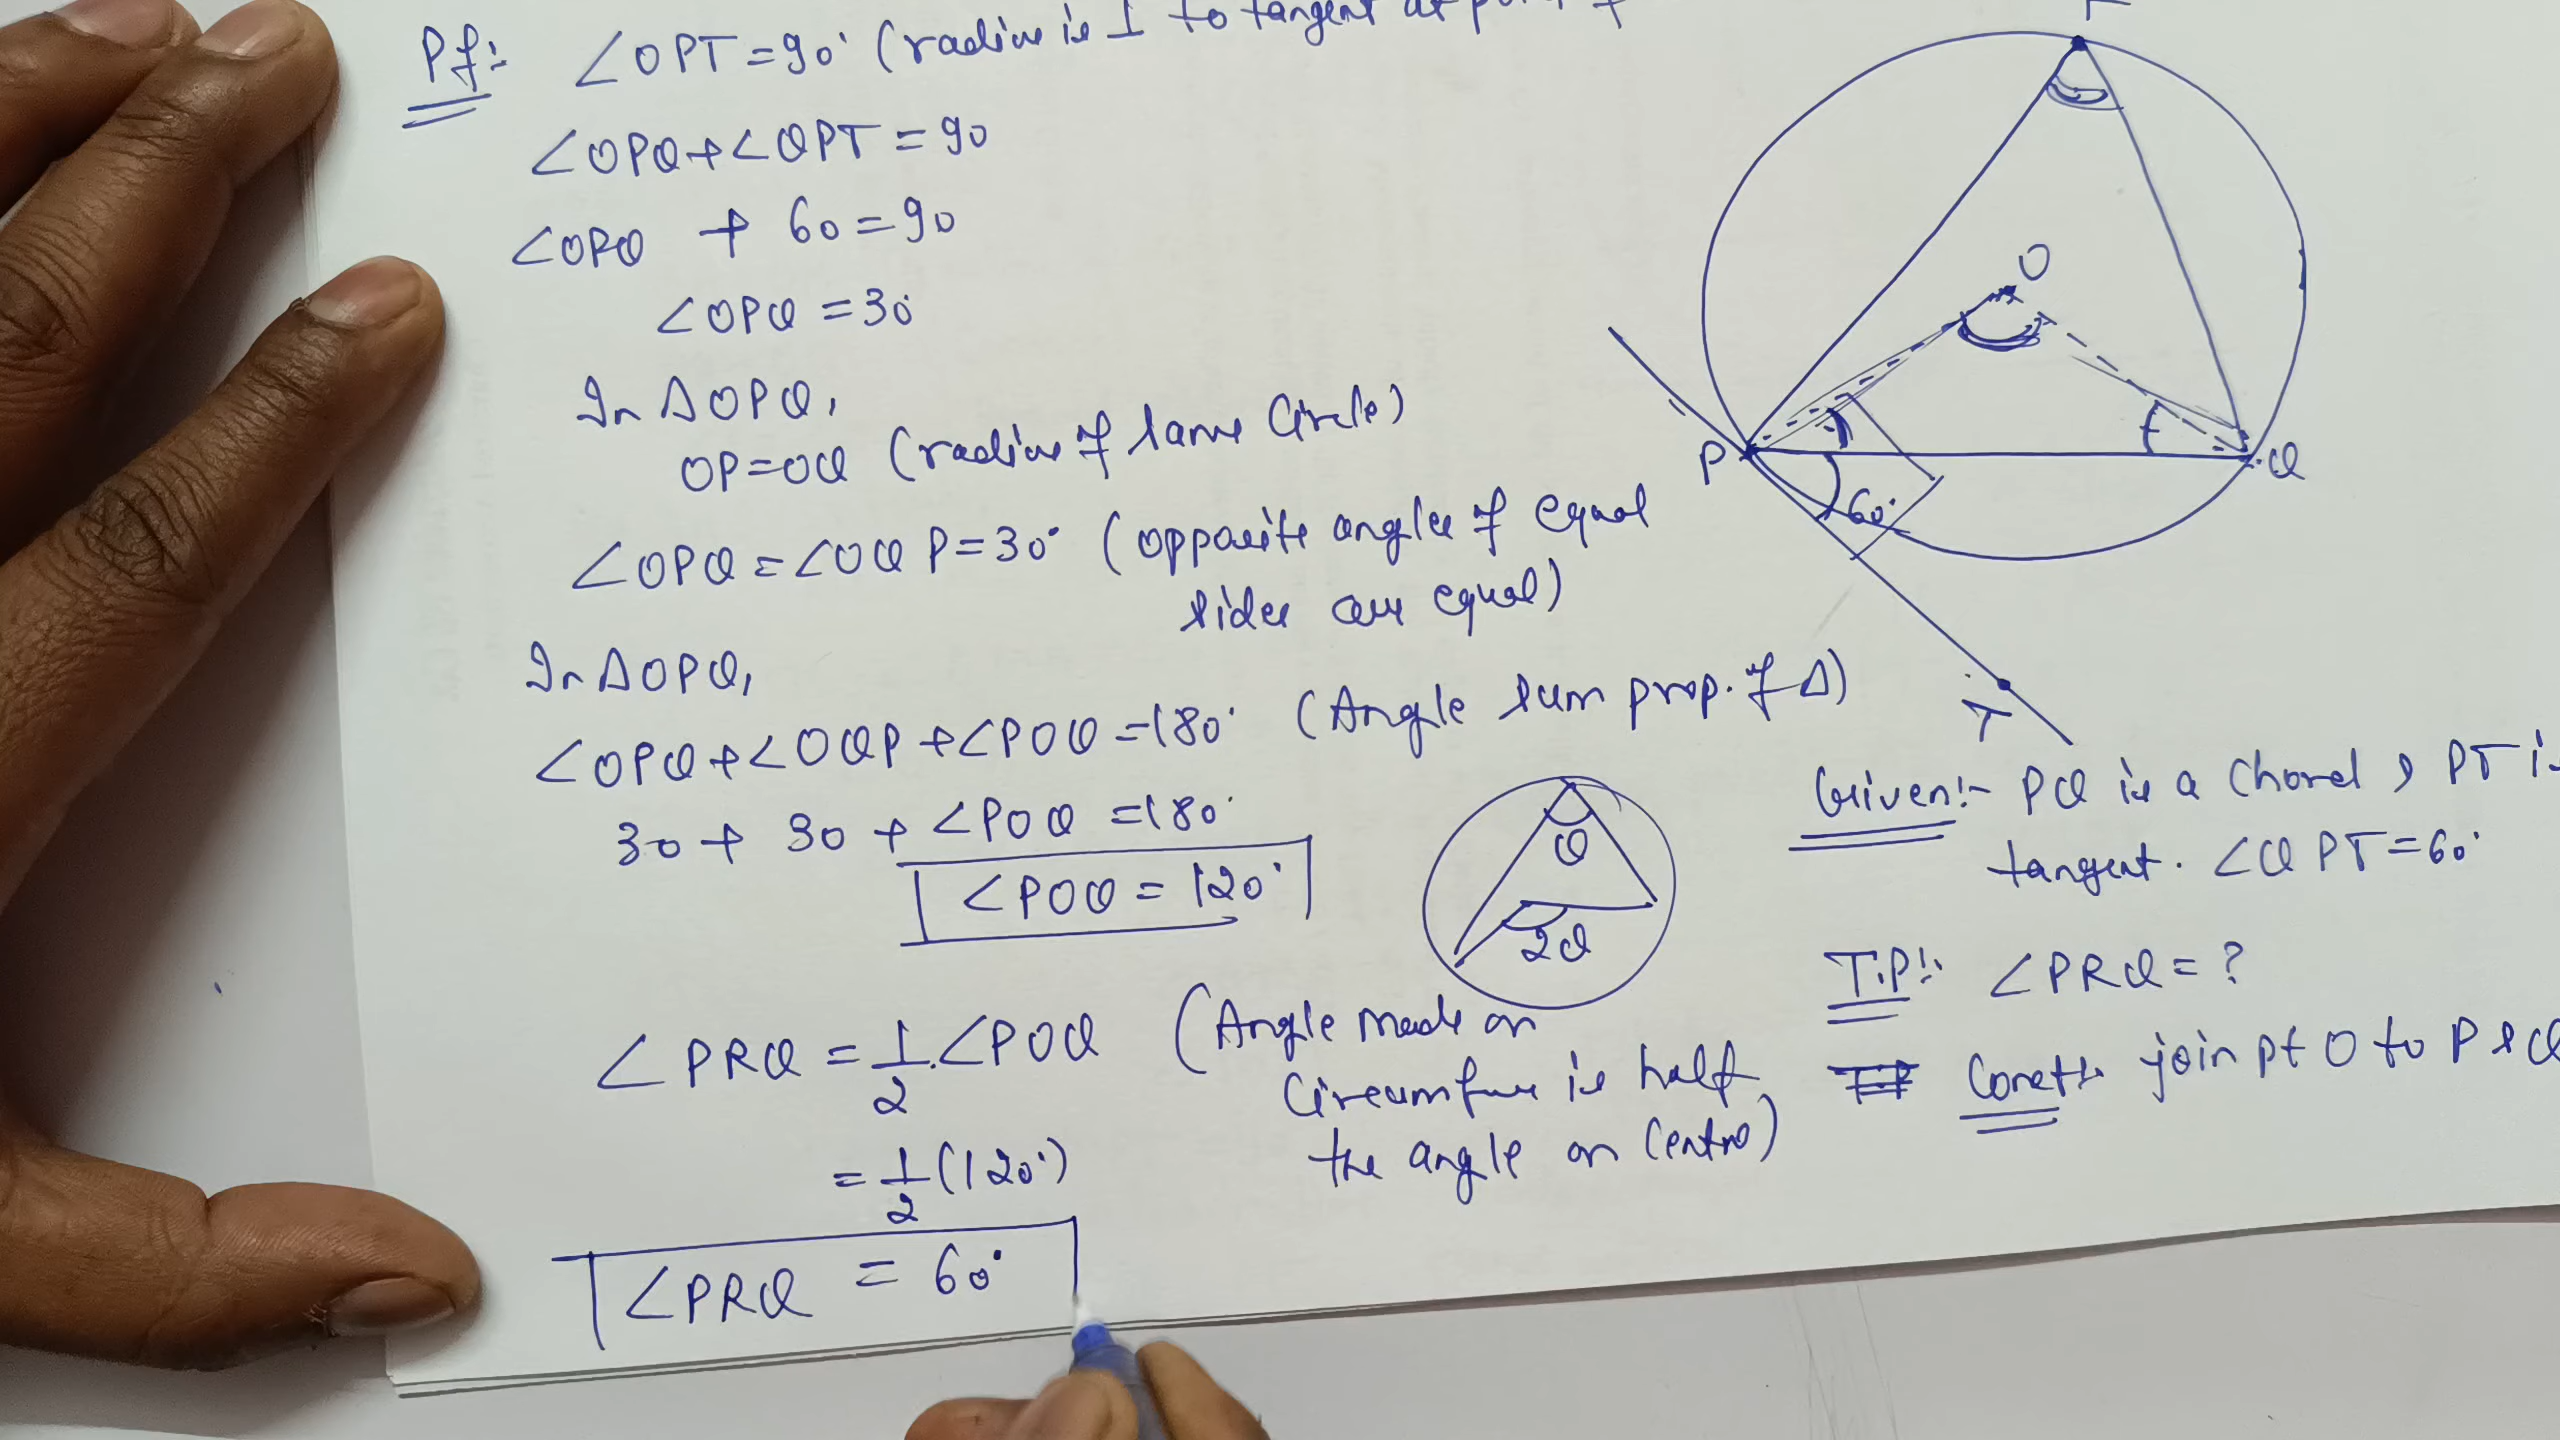 Pf:- ∠OPT = 90° (radius is ⊥ to tangent at point
∠OPQ + ∠QPT = 90
∠OPQ + 60 = 90
∠OPQ = 30°
In ΔOPQ,
OP = OQ (radius of same Circle)
∠OPQ = ∠OQP = 30° (opposite angles of equal
sides are equal)
In ΔOPQ,
∠OPQ + ∠OQP + ∠POQ = 180° (Angle sum prop. of Δ)
30 + 30 + ∠POQ = 180°
∠POQ = 120°
∠PRQ = 1/2 · ∠POQ (Angle made on
Circumfure is half
the angle on Centre)
= 1/2 (120°)
∠PRQ = 60°
O
P
Q
60°
T
θ
2θ
Given:- PQ is a Chord & PT is
tangent. ∠QPT = 60°
T.P:- ∠PRQ = ?
Const:- join pt O to P & Q